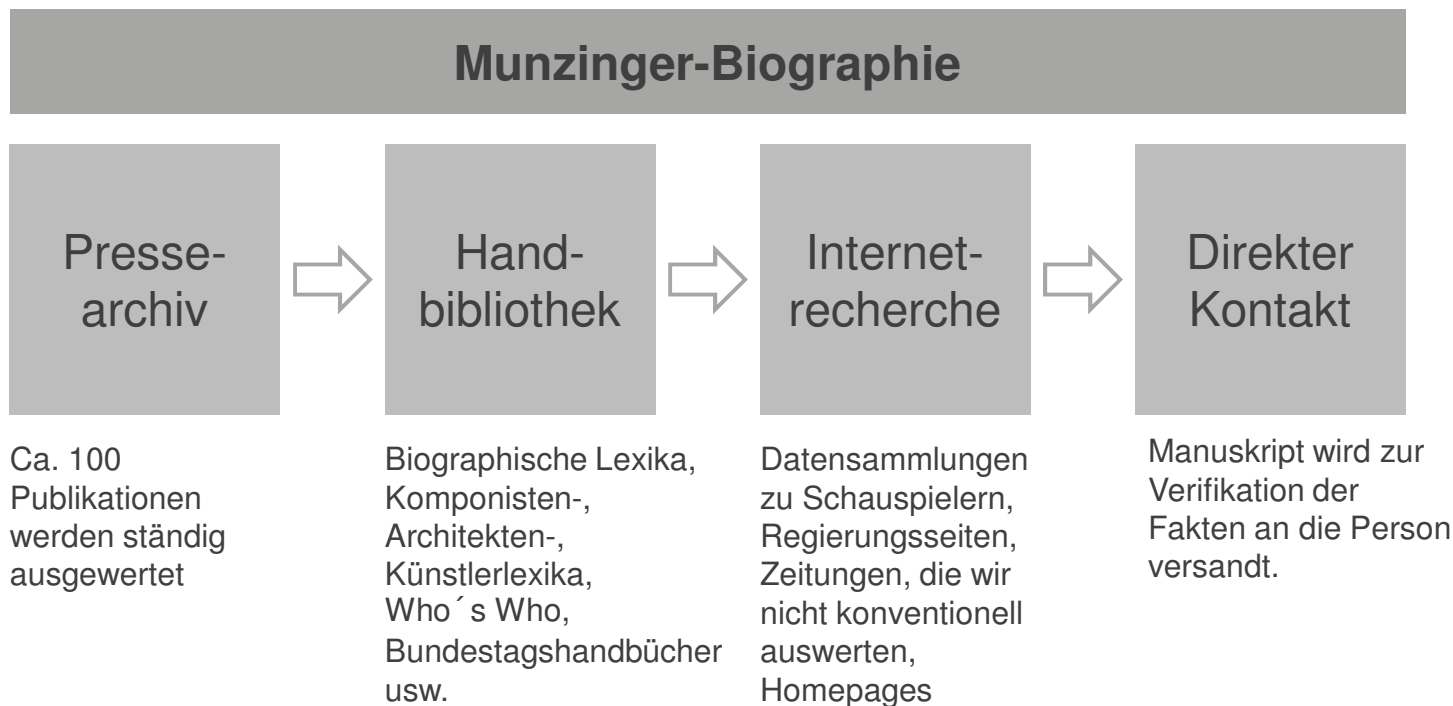 Munzinger-Biographie
Presse-
archiv
Hand-
bibliothek
Internet-
recherche
Direkter
Kontakt
Ca. 100
Publikationen
werden ständig
ausgewertet
Biographische Lexika,
Komponisten-,
Architekten-,
Künstlerlexika,
Who´s Who,
Bundestagshandbücher
usw.
Datensammlungen
zu Schauspielern,
Regierungsseiten,
Zeitungen, die wir
nicht konventionell
auswerten,
Homepages
Manuskript wird zur
Verifikation der
Fakten an die Person
versandt.